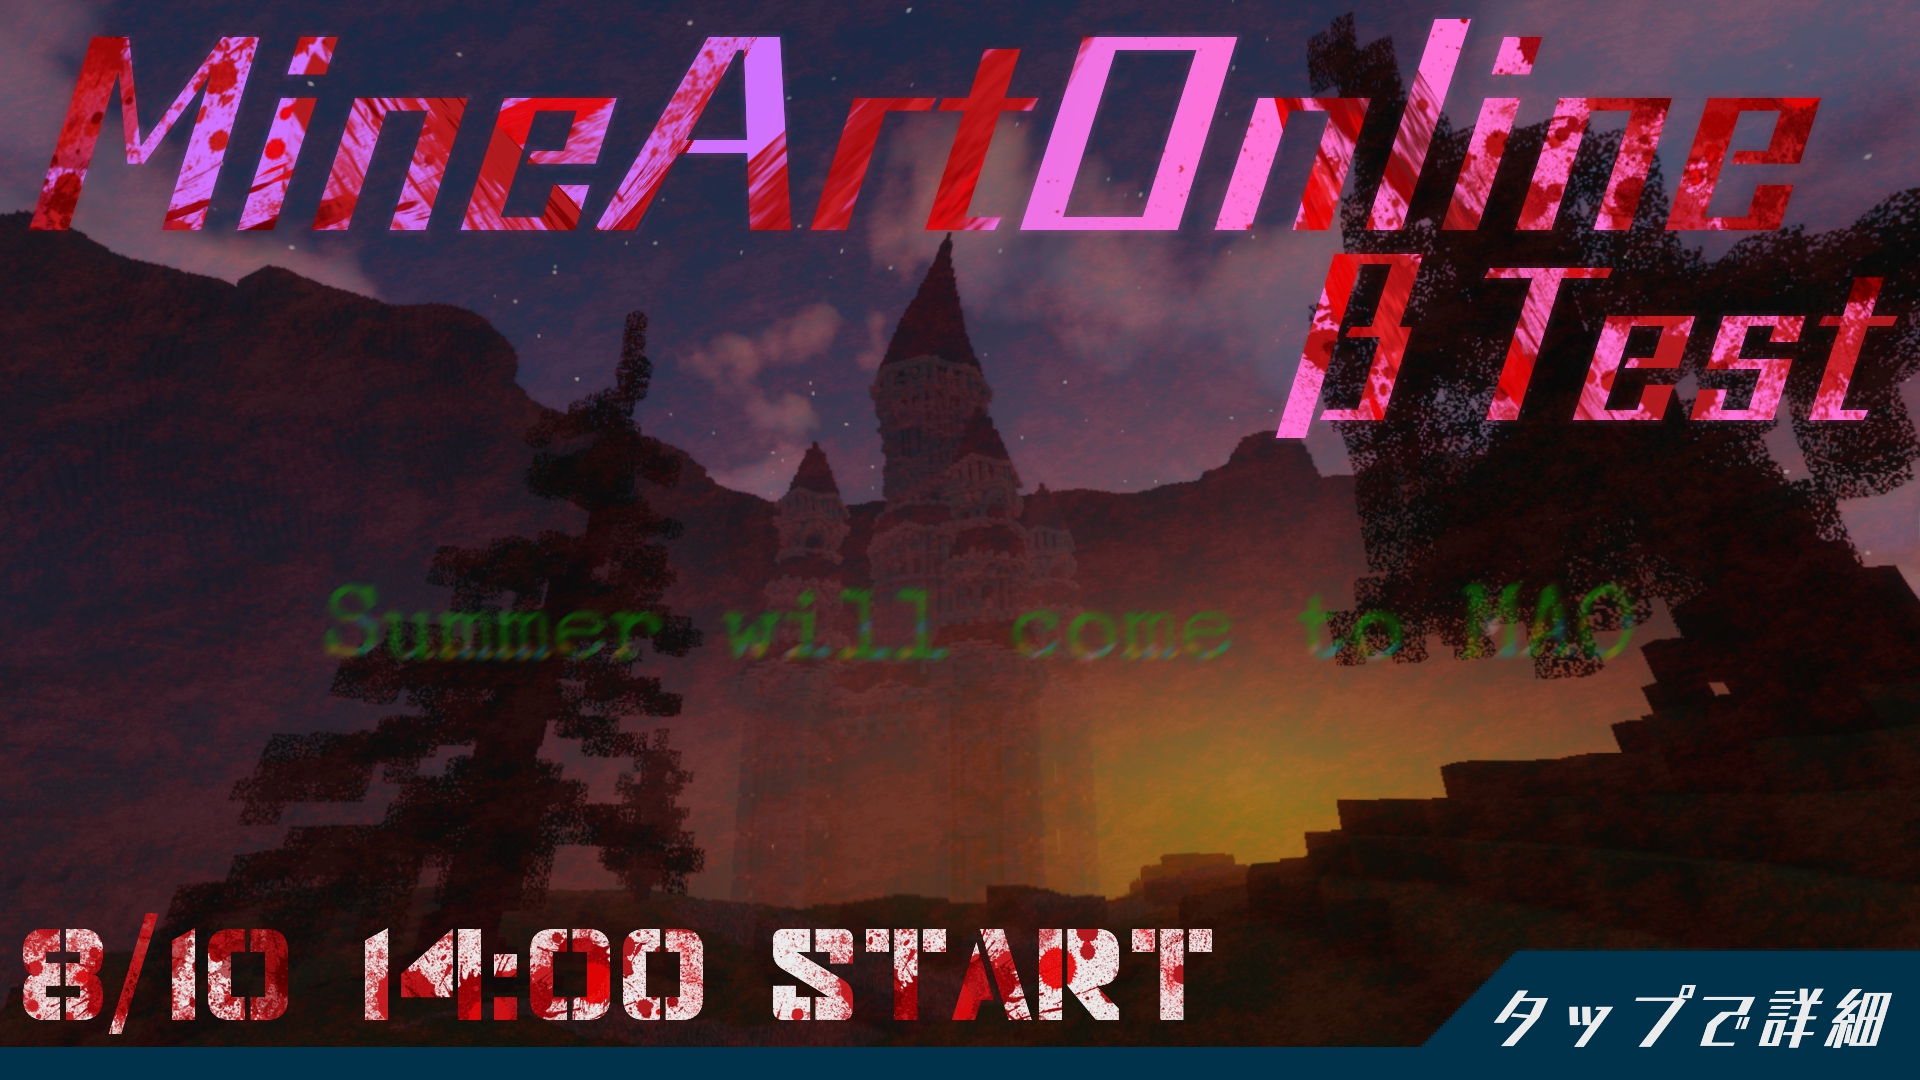 MineArtOnline
β Test
Summer will come to MAO
8/10 14:00 START
タップで詳細